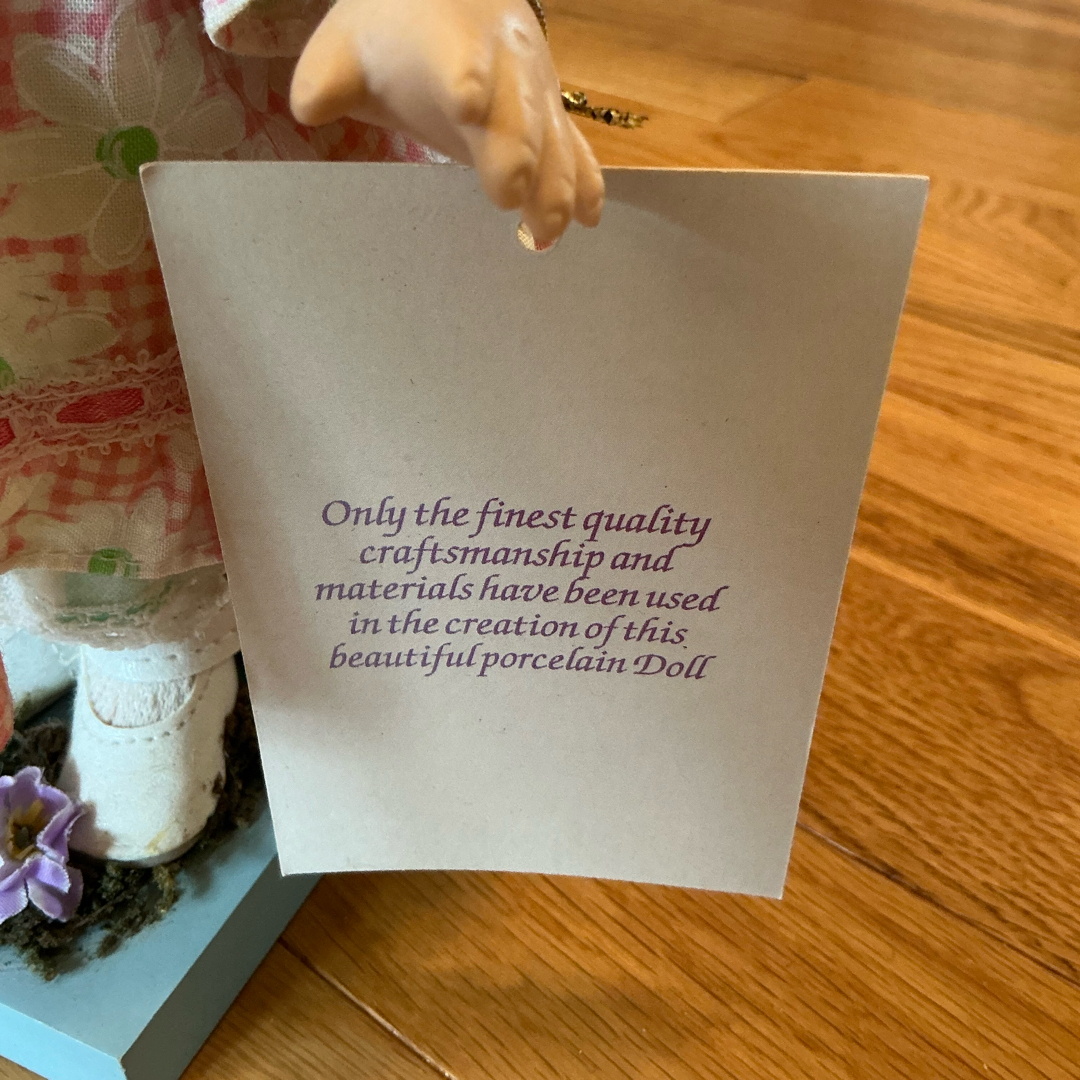 Only the finest quality
craftsmanship and
materials have been used
in the creation of this
beautiful porcelain Doll